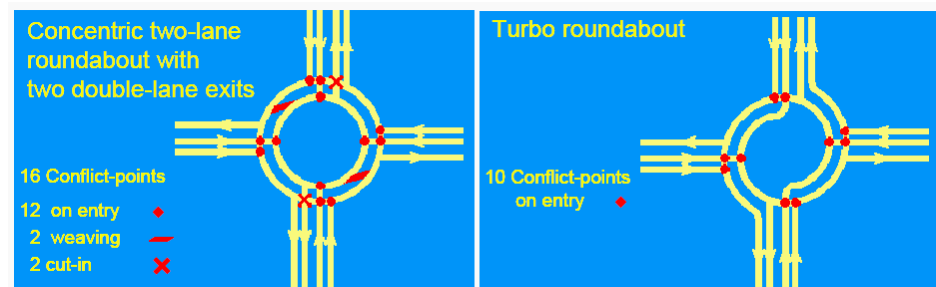 Concentric two-lane
roundabout with
two double-lane exits
16 Conflict-points
12 on entry
2 weaving
2 cut-in
Turbo roundabout
10 Conflict-points
on entry